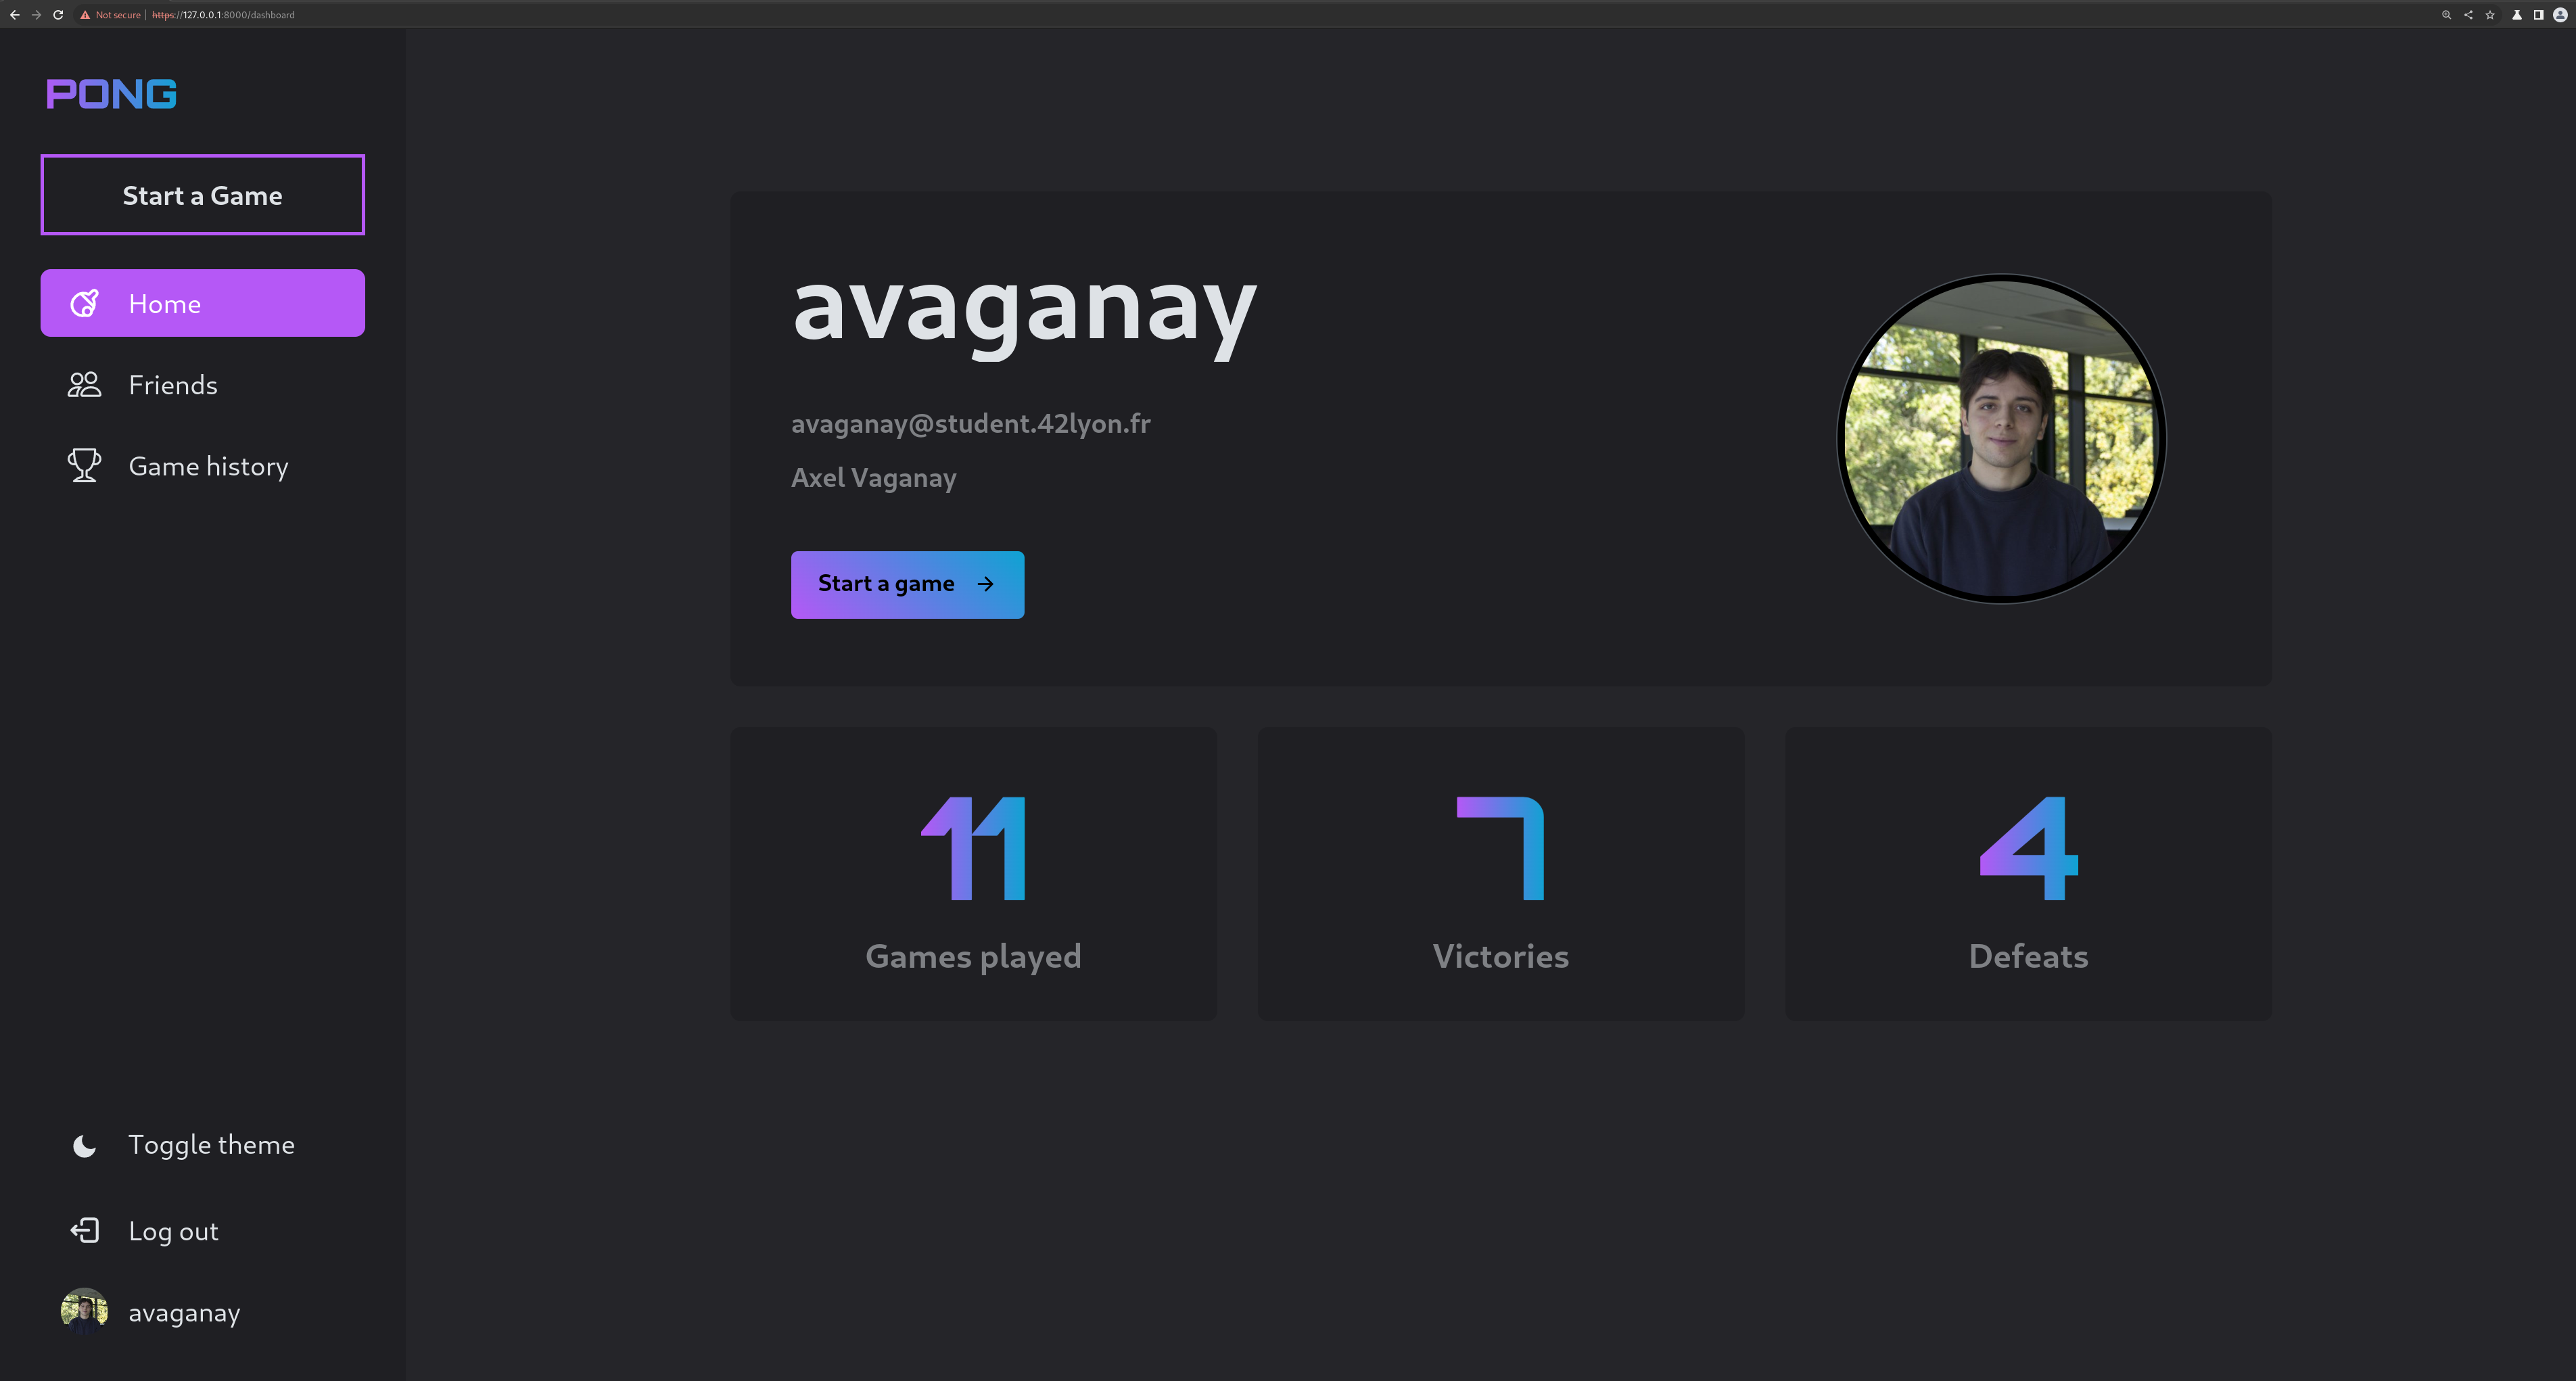 Not secure | https://127.0.0.1:8000/dashboard
PONG
Start a Game
Home
Friends
Game history
avaganay
avaganay@student.42lyon.fr
Axel Vaganay
Start a game
11
Games played
7
Victories
4
Defeats
Toggle theme
Log out
avaganay